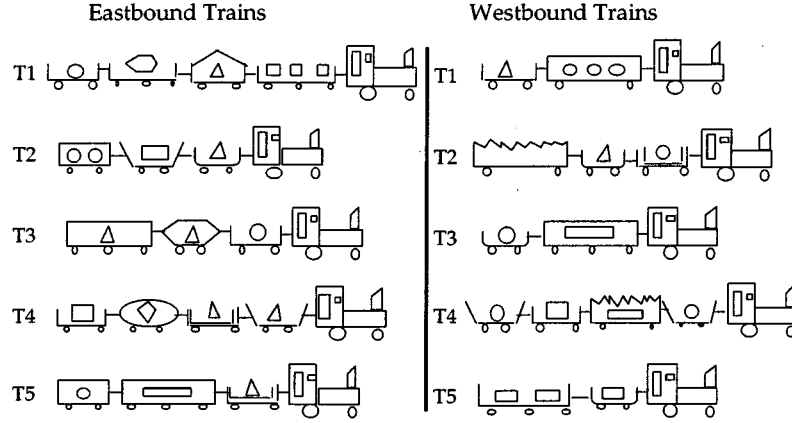 Eastbound Trains
Westbound Trains
T1
T1
T2
T2
T3
T3
T4
T4
T5
T5